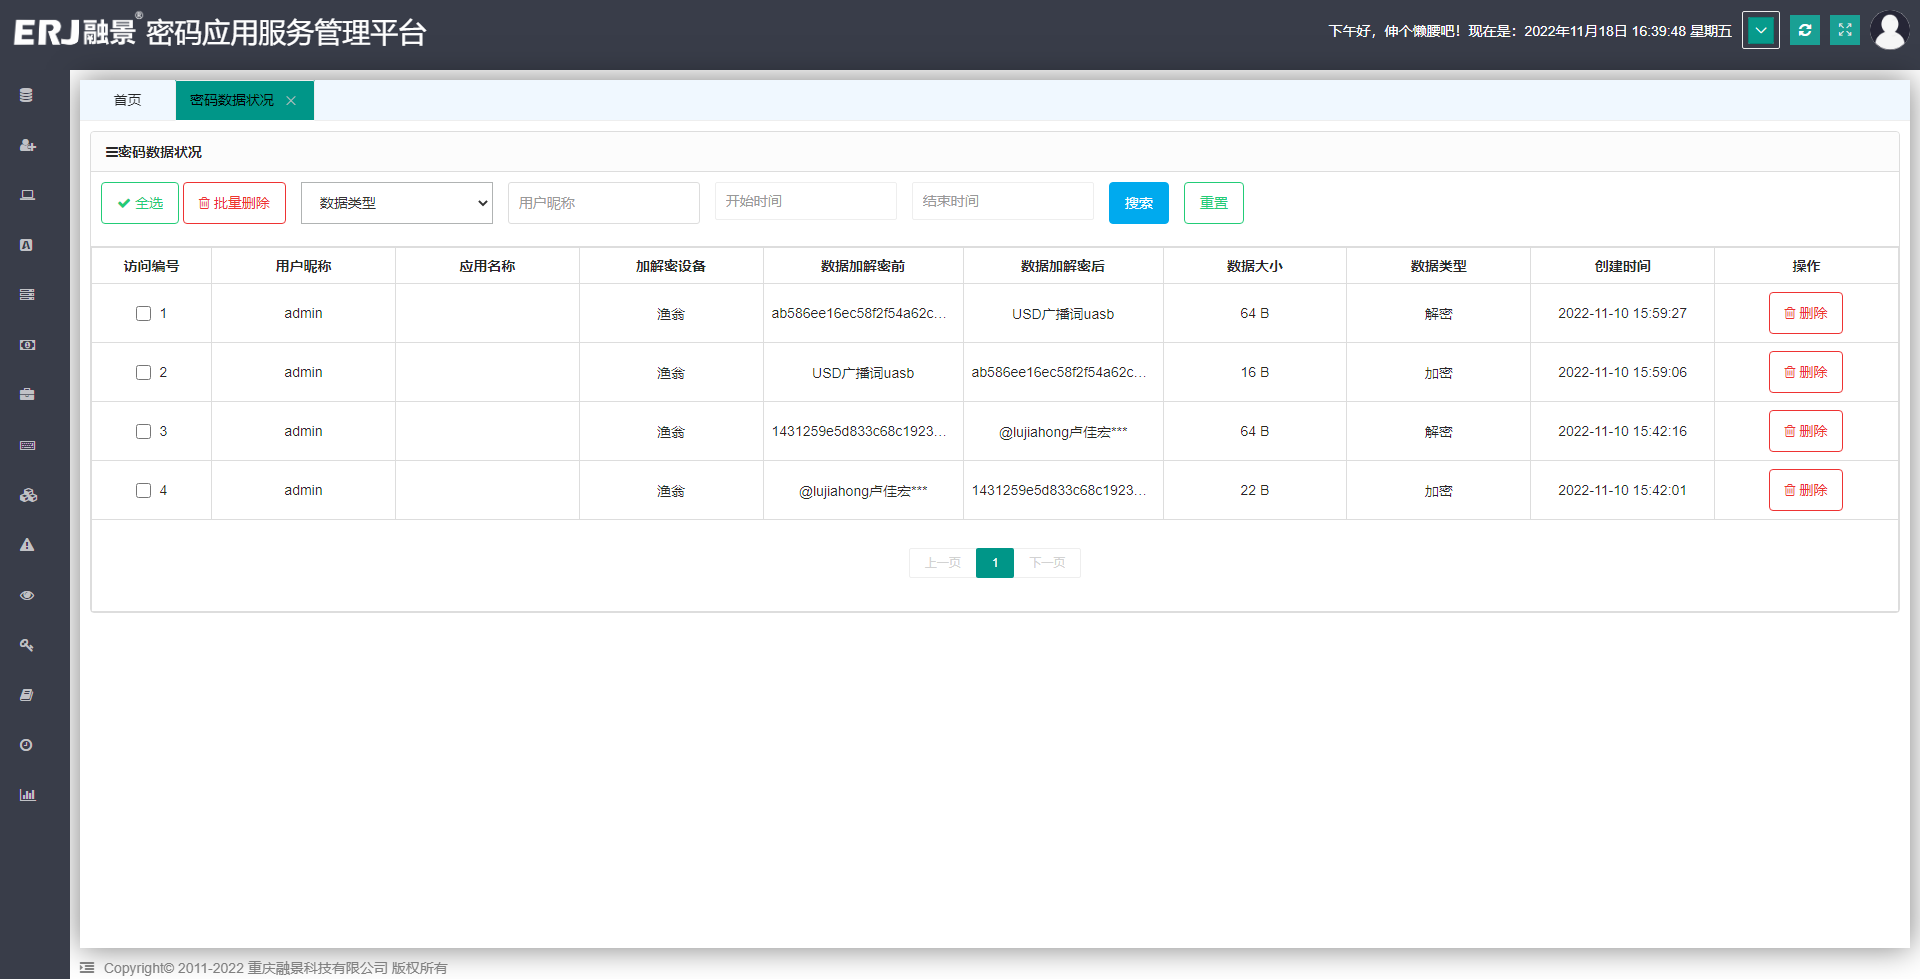 ERJ融景® 密码应用服务管理平台
下午好，伸个懒腰吧！现在是：2022年11月18日 16:39:48 星期五
首页 密码数据状况
密码数据状况
全选 批量删除 数据类型 用户昵称 开始时间 结束时间 搜索 重置
访问编号 用户昵称 应用名称 加解密设备 数据加解密前 数据加解密后 数据大小 数据类型 创建时间 操作
1 admin 渔翁 ab586ee16ec58f2f54a62c... USD广播词uasb 64 B 解密 2022-11-10 15:59:27 删除
2 admin 渔翁 USD广播词uasb ab586ee16ec58f2f54a62c... 16 B 加密 2022-11-10 15:59:06 删除
3 admin 渔翁 1431259e5d833c68c1923... @lujiahong卢佳宏*** 64 B 解密 2022-11-10 15:42:16 删除
4 admin 渔翁 @lujiahong卢佳宏*** 1431259e5d833c68c1923... 22 B 加密 2022-11-10 15:42:01 删除
上一页 1 下一页
Copyright© 2011-2022 重庆融景科技有限公司 版权所有